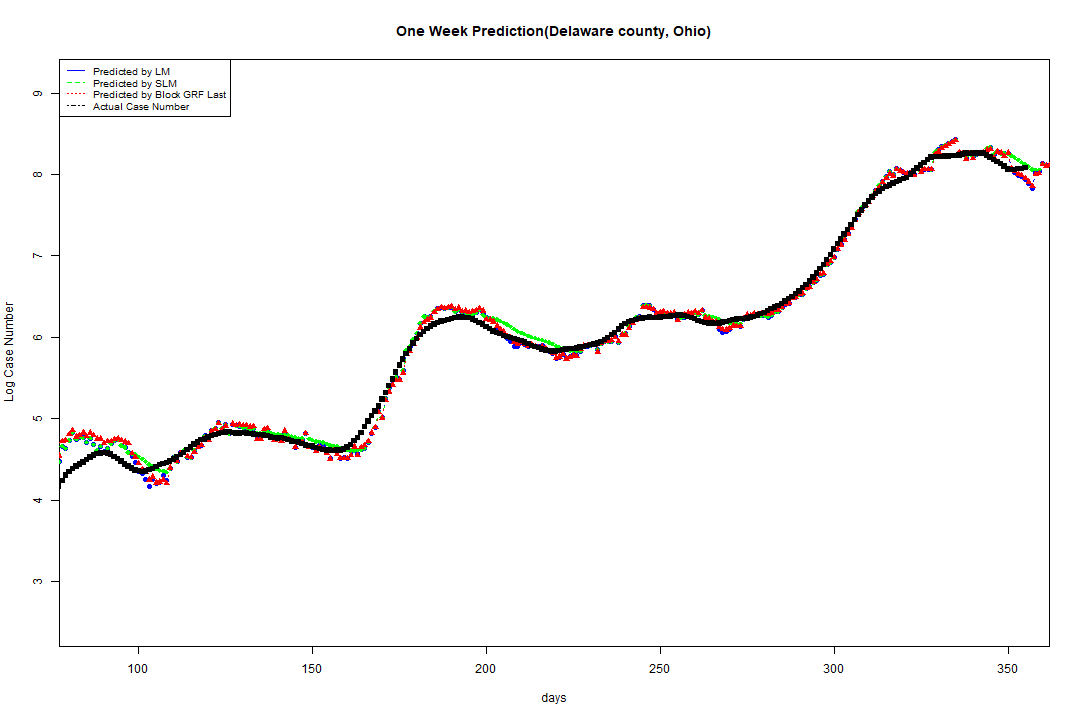 One Week Prediction(Delaware county, Ohio)
Predicted by LM
Predicted by SLM
Predicted by Block GRF Last
Actual Case Number
Log Case Number
9
8
7
6
5
4
3
100 150 200 250 300 350
days